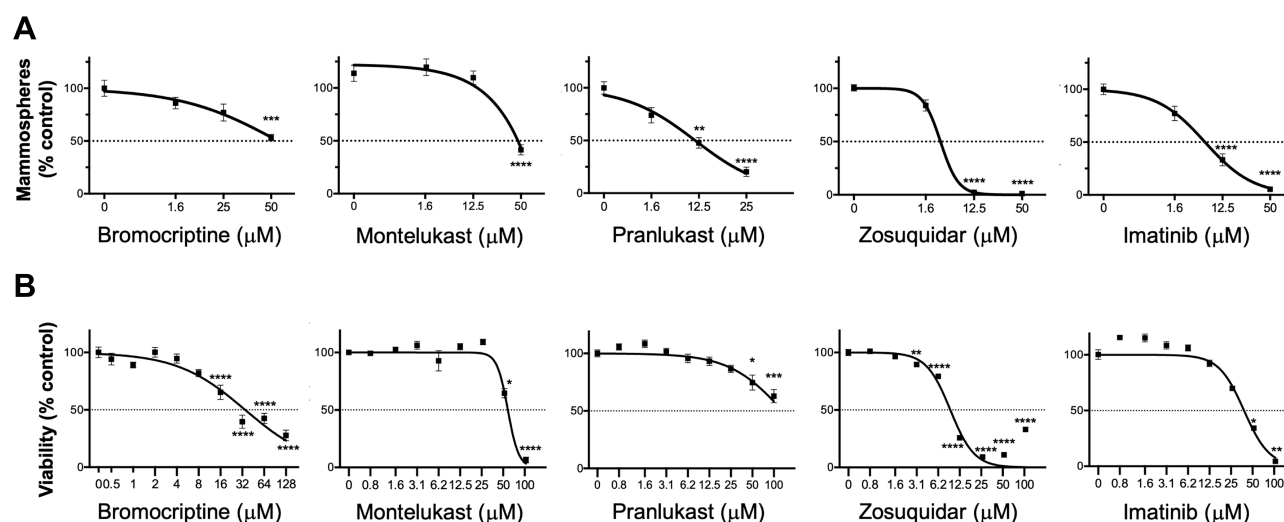 A
Mammospheres
(% control)
100
50
0
***
0 1.6 25 50
Bromocriptine (μM)
100
50
0
****
0 1.6 12.5 50
Montelukast (μM)
100
50
0
**
****
0 1.6 12.5 25
Pranlukast (μM)
100
50
0
**** ****
0 1.6 12.5 50
Zosuquidar (μM)
100
50
0
****
****
0 1.6 12.5 50
Imatinib (μM)
B
Viability (% control)
100
50
0
****
****
****
****
0 0.5 1 2 4 8 16 32 64 128
Bromocriptine (μM)
100
50
0
*
****
0 0.8 1.6 3.1 6.2 12.5 25 50 100
Montelukast (μM)
100
50
0
*
***
0 0.8 1.6 3.1 6.2 12.5 25 50 100
Pranlukast (μM)
100
50
0
**
****
****
****
****
****
0 0.8 1.6 3.1 6.2 12.5 25 50 100
Zosuquidar (μM)
100
50
0
*
**
0 0.8 1.6 3.1 6.2 12.5 25 50 100
Imatinib (μM)